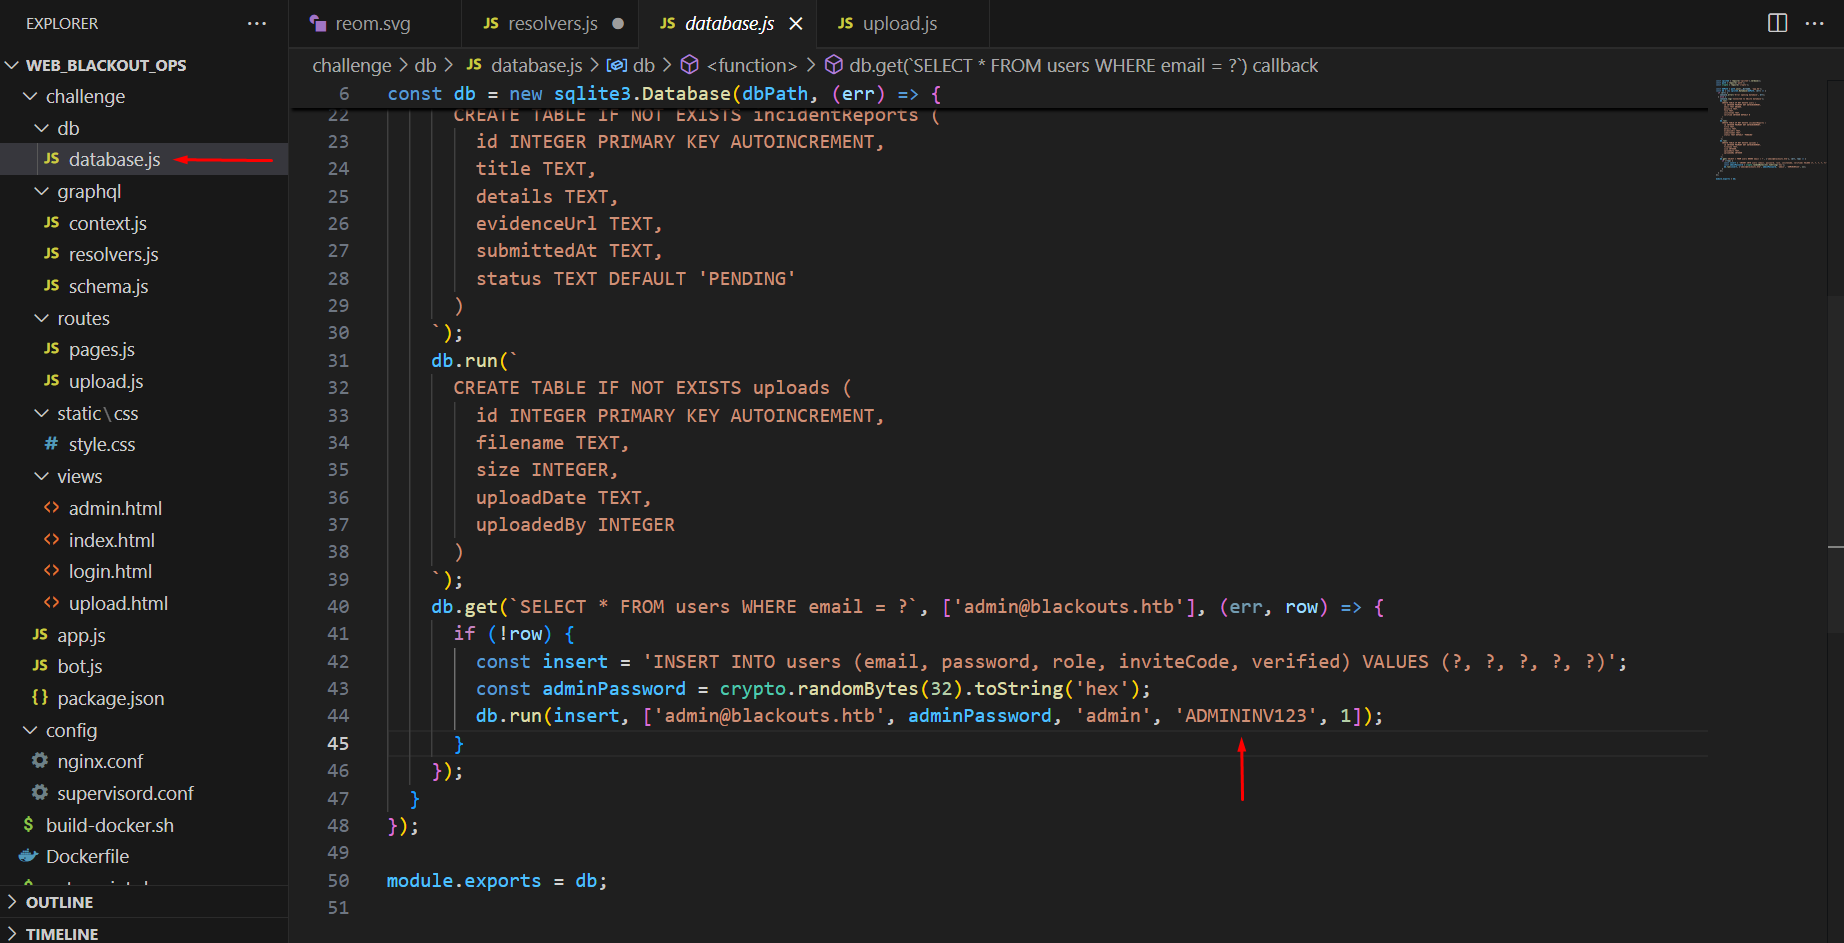 EXPLORER
WEB_BLACKOUT_OPS
challenge
db
database.js
graphql
context.js
resolvers.js
schema.js
routes
pages.js
upload.js
static\css
style.css
views
admin.html
index.html
login.html
upload.html
app.js
bot.js
package.json
config
nginx.conf
supervisord.conf
build-docker.sh
Dockerfile
OUTLINE
TIMELINE
reom.svg
JS resolvers.js
JS database.js
JS upload.js
challenge > db > JS database.js > db > <function> > db.get(`SELECT * FROM users WHERE email = ?`) callback
6 const db = new sqlite3.Database(dbPath, (err) => {
22 CREATE TABLE IF NOT EXISTS incidentReports (
23 id INTEGER PRIMARY KEY AUTOINCREMENT,
24 title TEXT,
25 details TEXT,
26 evidenceUrl TEXT,
27 submittedAt TEXT,
28 status TEXT DEFAULT 'PENDING'
29 )
30 `);
31 db.run(`
32 CREATE TABLE IF NOT EXISTS uploads (
33 id INTEGER PRIMARY KEY AUTOINCREMENT,
34 filename TEXT,
35 size INTEGER,
36 uploadDate TEXT,
37 uploadedBy INTEGER
38 )
39 `);
40 db.get(`SELECT * FROM users WHERE email = ?`, ['admin@blackouts.htb'], (err, row) => {
41 if (!row) {
42 const insert = 'INSERT INTO users (email, password, role, inviteCode, verified) VALUES (?, ?, ?, ?, ?)';
43 const adminPassword = crypto.randomBytes(32).toString('hex');
44 db.run(insert, ['admin@blackouts.htb', adminPassword, 'admin', 'ADMININV123', 1]);
45 }
46 });
47 }
48 });
49
50 module.exports = db;
51